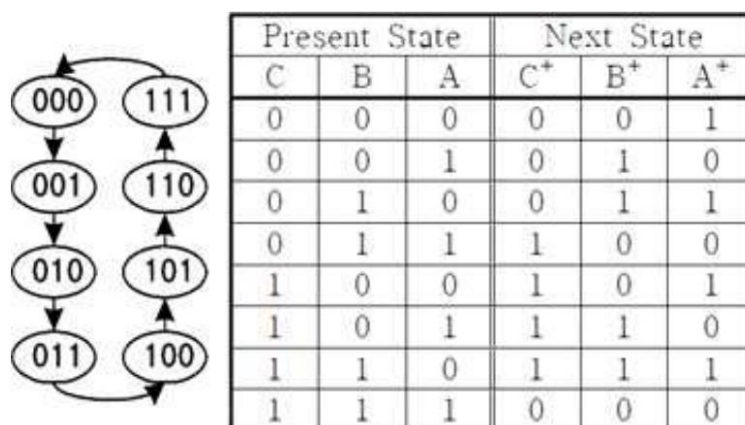 000 111
001 110
010 101
011 100
Present State Next State
C B A C⁺ B⁺ A⁺
0 0 0 0 0 1
0 0 1 0 1 0
0 1 0 0 1 1
0 1 1 1 0 0
1 0 0 1 0 1
1 0 1 1 1 0
1 1 0 1 1 1
1 1 1 0 0 0